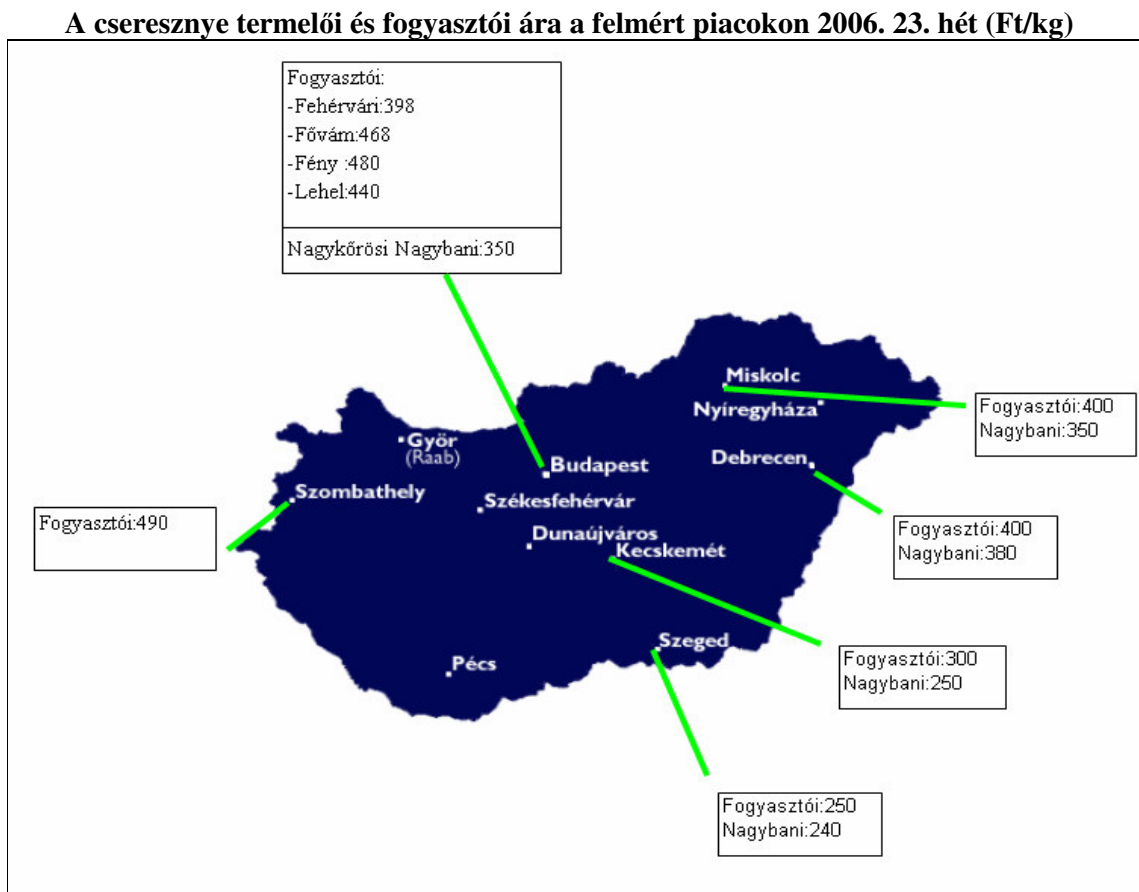 A cseresznye termelői és fogyasztói ára a felmért piacokon 2006. 23. hét (Ft/kg)
Fogyasztói:
-Fehérvári:398
-Fővám:468
-Fény :480
-Lehel:440
Nagykőrösi Nagybani:350
Miskolc
Nyíregyháza
Fogyasztói:400
Nagybani:350
Györ
(Raab)
Budapest
Debrecen
Szombathely
Székesfehérvár
Fogyasztói:490
Dunaújváros
Kecskemét
Fogyasztói:400
Nagybani:380
Szeged
Pécs
Fogyasztói:300
Nagybani:250
Fogyasztói:250
Nagybani:240